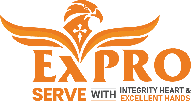 EXPRO
SERVE WITH INTEGRITY HEART &
EXCELLENT HANDS